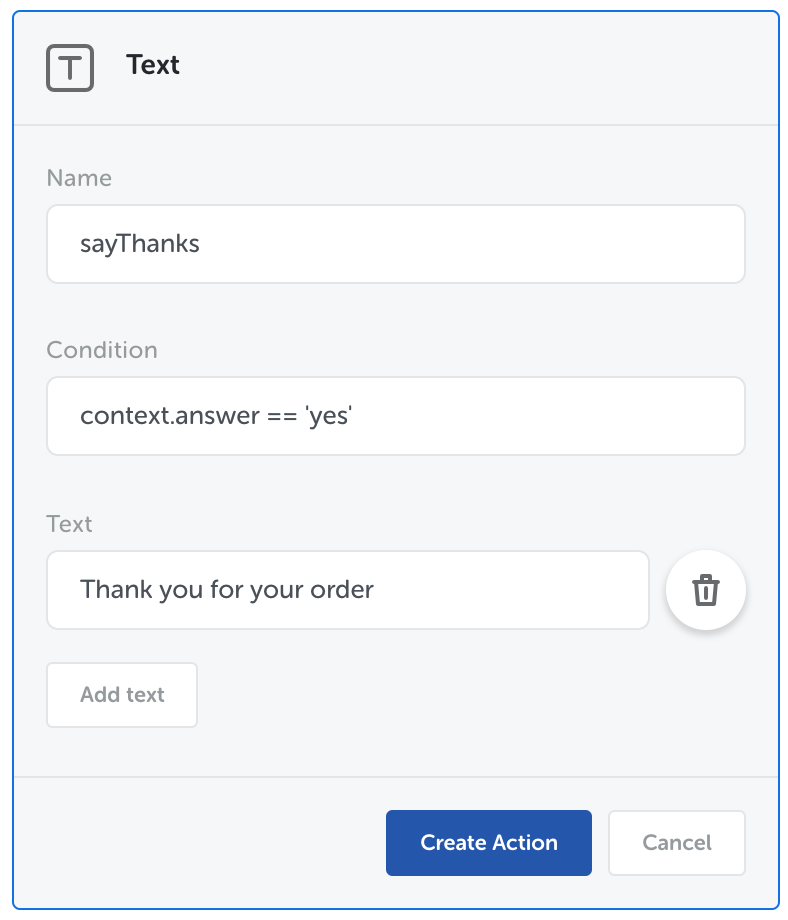 T Text
Name
sayThanks
Condition
context.answer == 'yes'
Text
Thank you for your order
Add text
Create Action Cancel